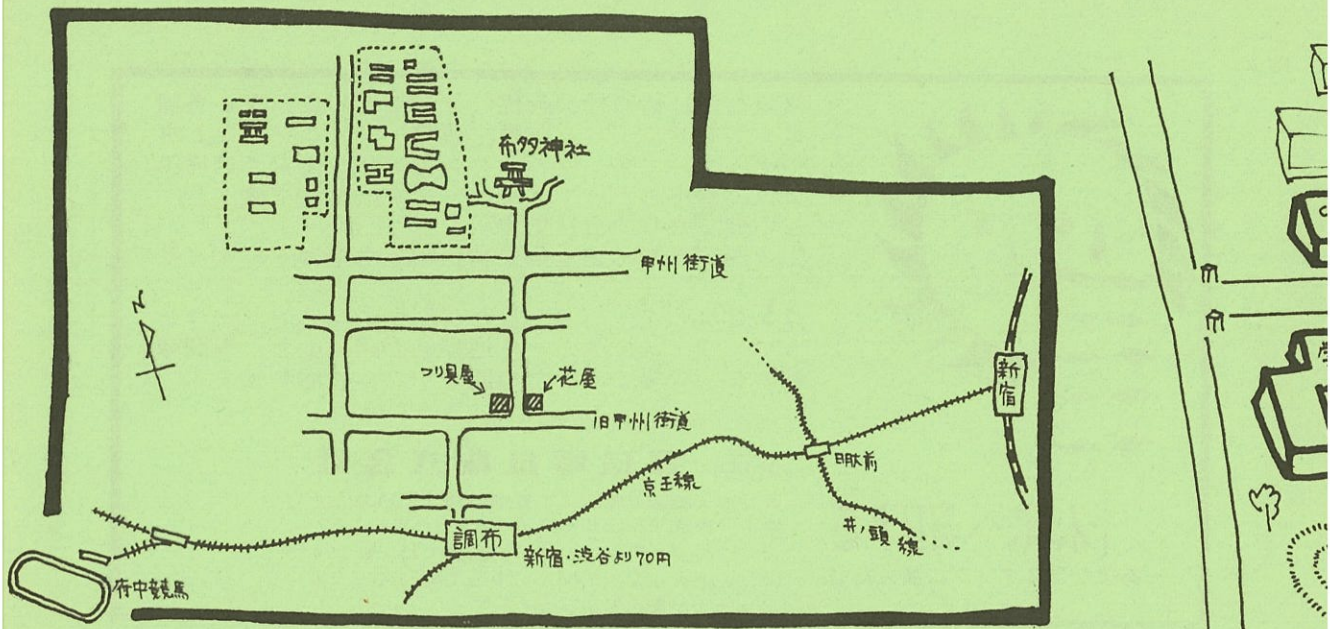 布多神社
甲州街道
N
つり具屋
花屋
旧甲州街道
新宿
明大前
京王線
井ノ頭線
調布
新宿・渋谷より70円
府中競馬